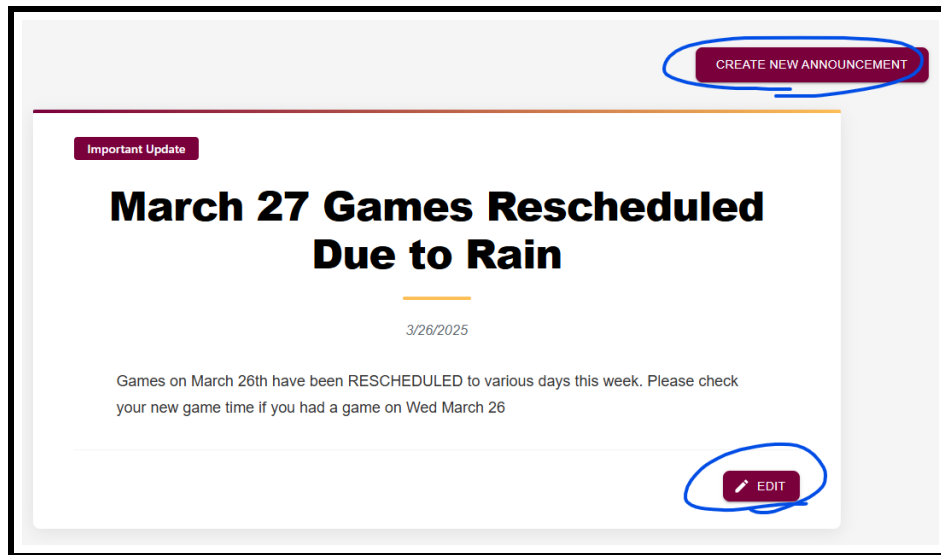 CREATE NEW ANNOUNCEMENT
Important Update
March 27 Games Rescheduled
Due to Rain
3/26/2025
Games on March 26th have been RESCHEDULED to various days this week. Please check
your new game time if you had a game on Wed March 26
EDIT